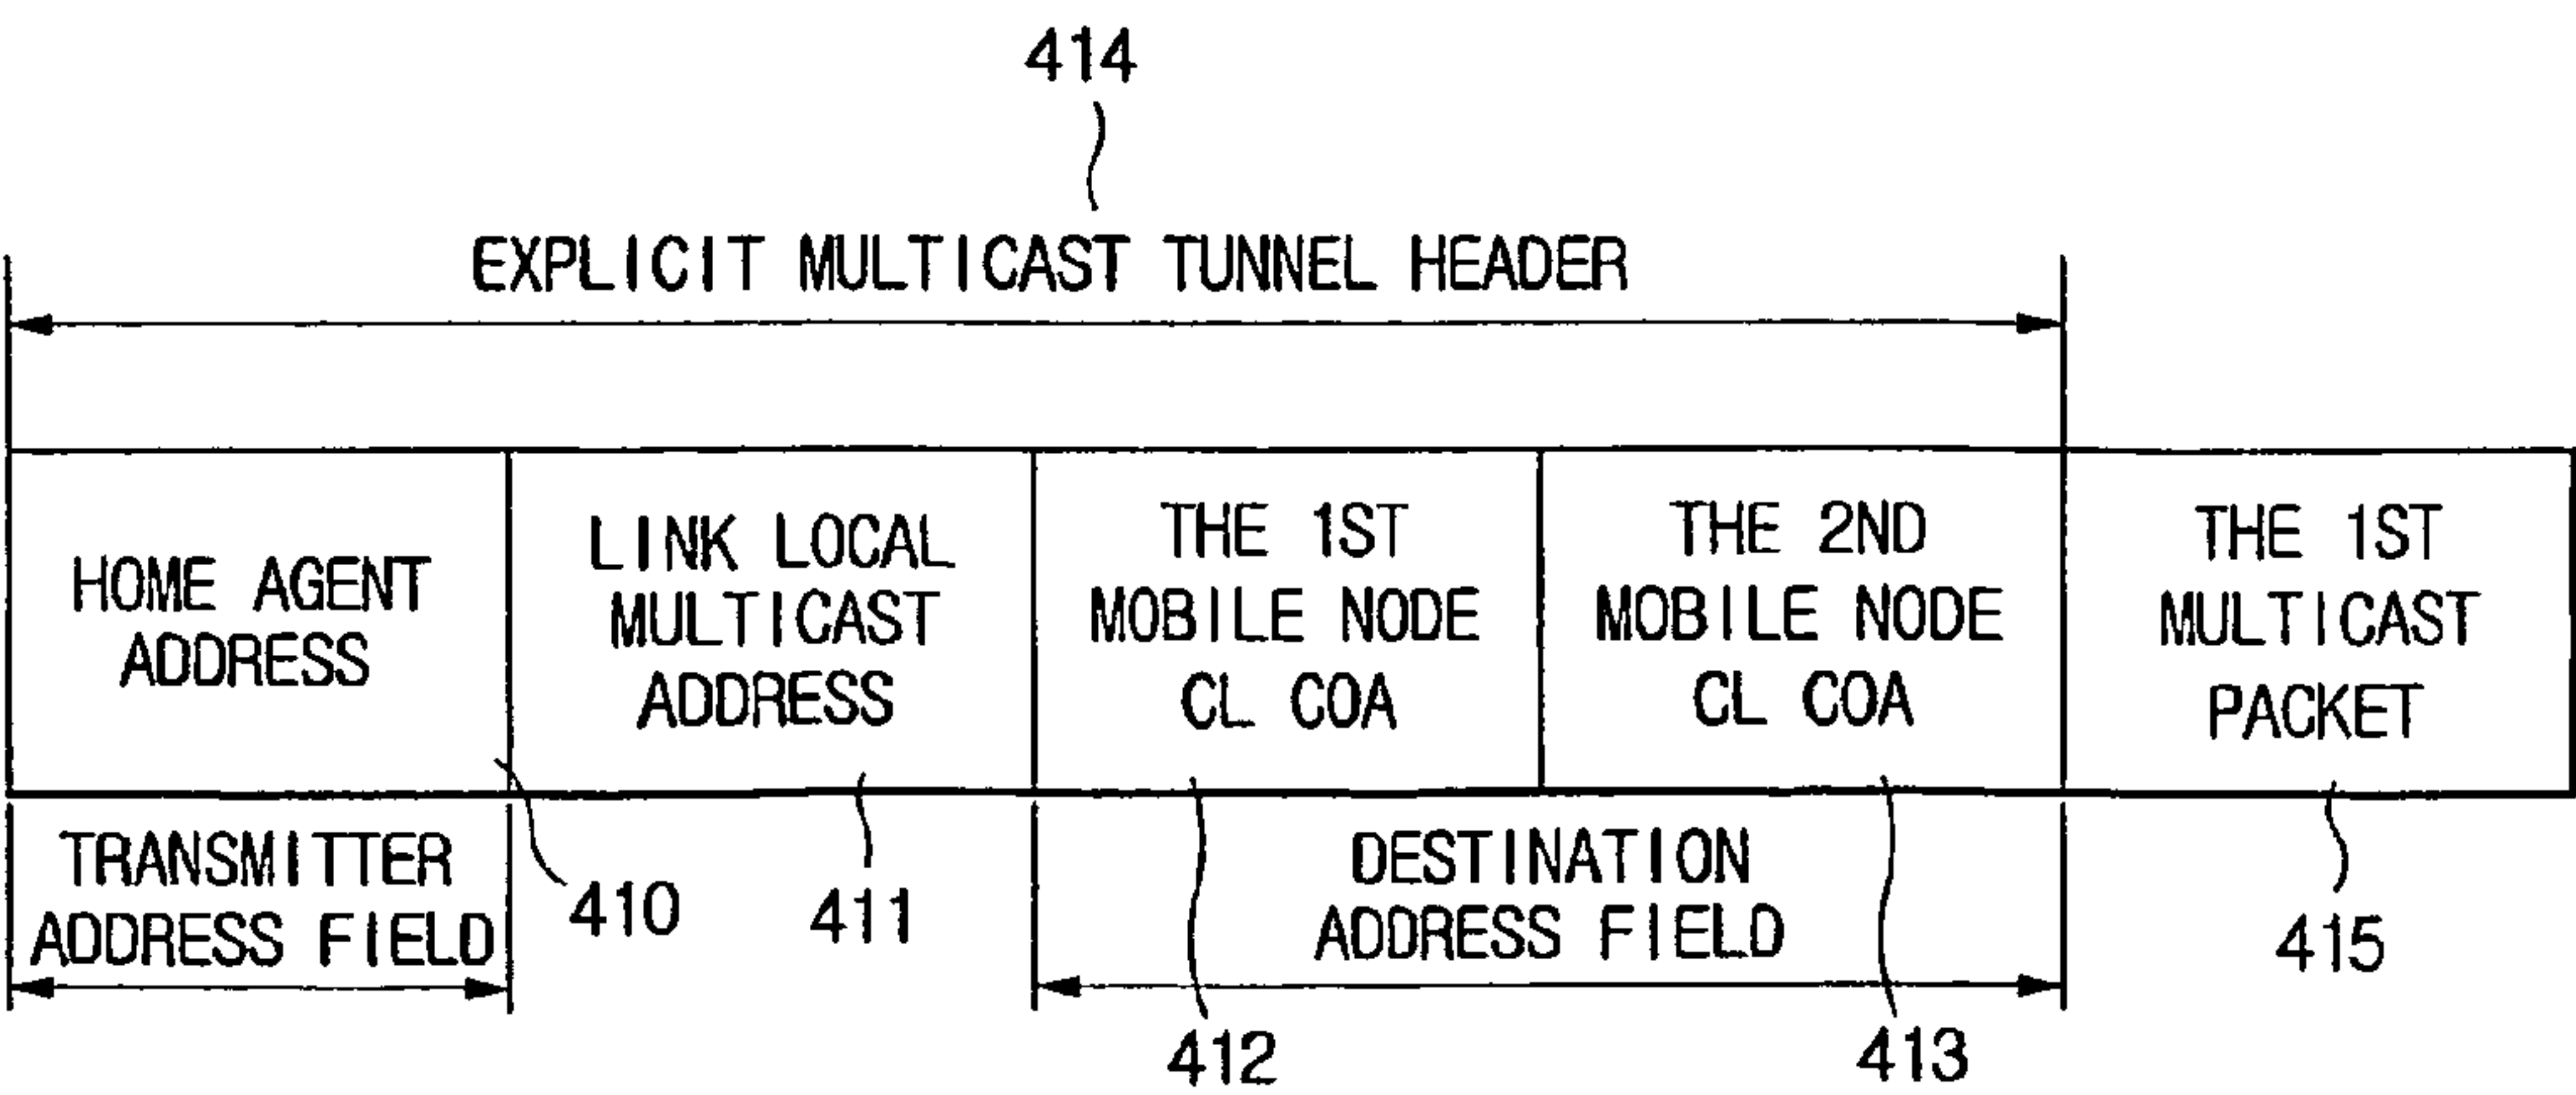 414
EXPLICIT MULTICAST TUNNEL HEADER
HOME AGENT
ADDRESS
LINK LOCAL
MULTICAST
ADDRESS
THE 1ST
MOBILE NODE
CL COA
THE 2ND
MOBILE NODE
CL COA
THE 1ST
MULTICAST
PACKET
TRANSMITTER
ADDRESS FIELD
410
411
DESTINATION
ADDRESS FIELD
415
412
413